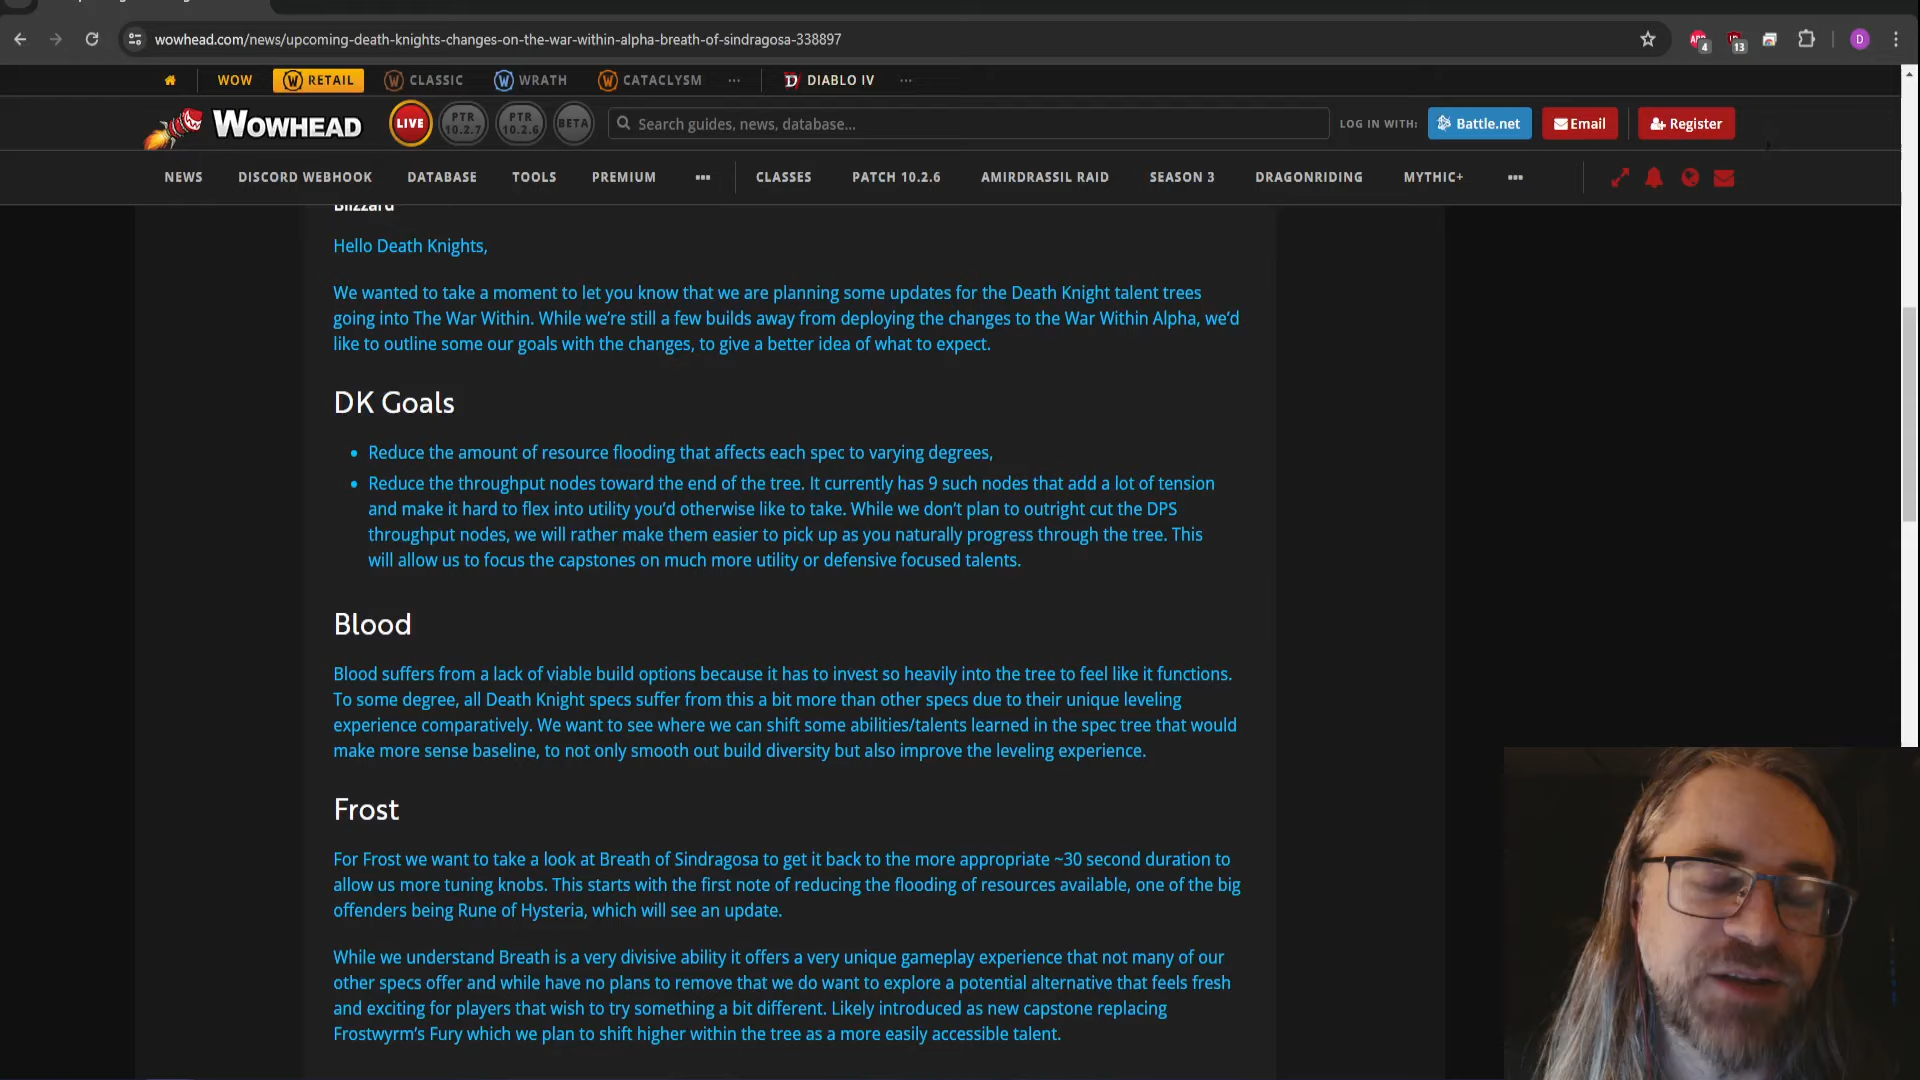 wowhead.com/news/upcoming-death-knights-changes-on-the-war-within-alpha-breath-of-sindragosa-338897
4
13
D
WOW
RETAIL
CLASSIC
WRATH
CATACLYSM
DIABLO IV
WOWHEAD
LIVE
PTR 10.2.7
PTR 10.2.6
BETA
Search guides, news, database...
LOG IN WITH:
Battle.net
Email
Register
NEWS
DISCORD WEBHOOK
DATABASE
TOOLS
PREMIUM
CLASSES
PATCH 10.2.6
AMIRDRASSIL RAID
SEASON 3
DRAGONRIDING
MYTHIC+
Blizzard
Hello Death Knights,
We wanted to take a moment to let you know that we are planning some updates for the Death Knight talent trees
going into The War Within. While we’re still a few builds away from deploying the changes to the War Within Alpha, we’d
like to outline some our goals with the changes, to give a better idea of what to expect.
DK Goals
• Reduce the amount of resource flooding that affects each spec to varying degrees,
• Reduce the throughput nodes toward the end of the tree. It currently has 9 such nodes that add a lot of tension
and make it hard to flex into utility you’d otherwise like to take. While we don’t plan to outright cut the DPS
throughput nodes, we will rather make them easier to pick up as you naturally progress through the tree. This
will allow us to focus the capstones on much more utility or defensive focused talents.
Blood
Blood suffers from a lack of viable build options because it has to invest so heavily into the tree to feel like it functions.
To some degree, all Death Knight specs suffer from this a bit more than other specs due to their unique leveling
experience comparatively. We want to see where we can shift some abilities/talents learned in the spec tree that would
make more sense baseline, to not only smooth out build diversity but also improve the leveling experience.
Frost
For Frost we want to take a look at Breath of Sindragosa to get it back to the more appropriate ~30 second duration to
allow us more tuning knobs. This starts with the first note of reducing the flooding of resources available, one of the big
offenders being Rune of Hysteria, which will see an update.
While we understand Breath is a very divisive ability it offers a very unique gameplay experience that not many of our
other specs offer and while have no plans to remove that we do want to explore a potential alternative that feels fresh
and exciting for players that wish to try something a bit different. Likely introduced as new capstone replacing
Frostwyrm’s Fury which we plan to shift higher within the tree as a more easily accessible talent.